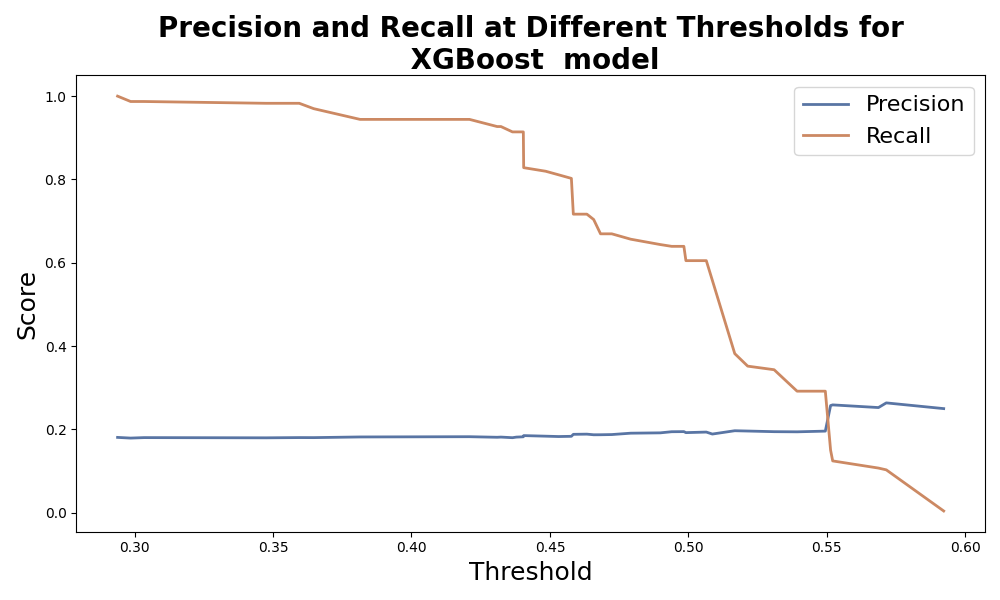 Precision and Recall at Different Thresholds for
XGBoost  model
Precision
Recall
Score
1.0
0.8
0.6
0.4
0.2
0.0
0.30
0.35
0.40
0.45
0.50
0.55
0.60
Threshold